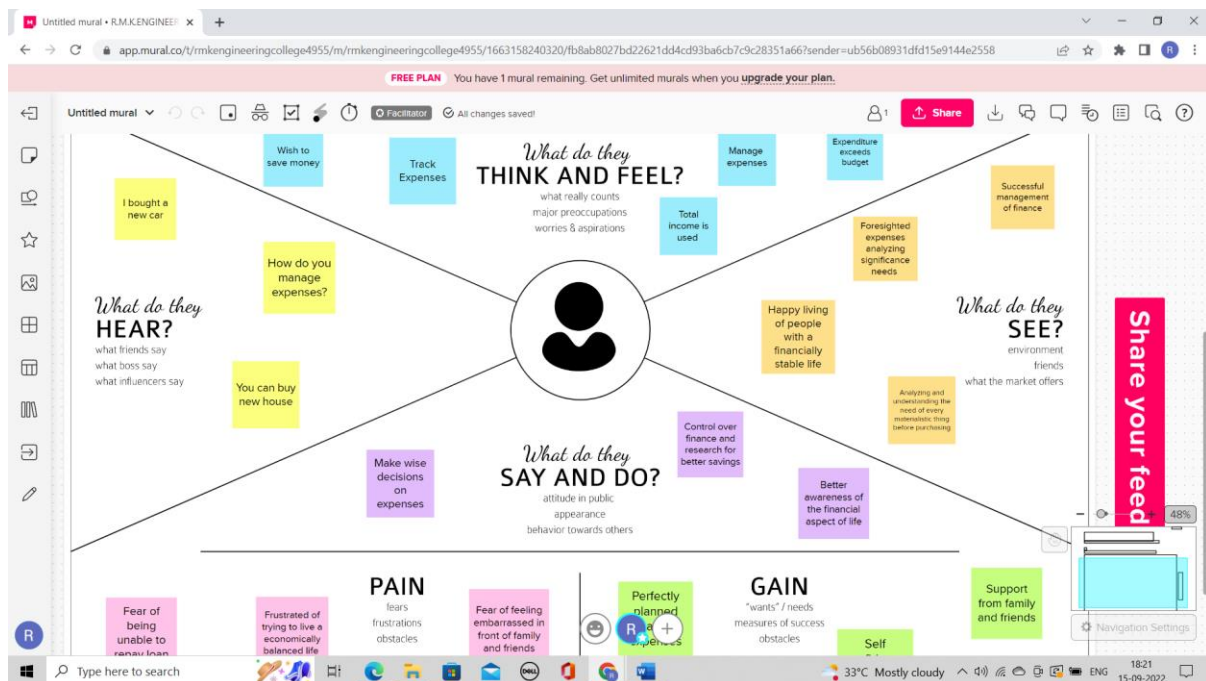 Untitled mural • R.M.K.ENGINEER
app.mural.co/t/rmkengineeringcollege4955/m/rmkengineeringcollege4955/1663158240320/fb8ab8027bd22621dd4cd93ba6cb7c9c28351a66?sender=ub56b08931dfd15e9144e2558
R
FREE PLAN You have 1 mural remaining. Get unlimited murals when you upgrade your plan.
Untitled mural
Facilitator
All changes saved!
1
Share
Wish to
save money
Track
Expenses
What do they
THINK AND FEEL?
what really counts
major preoccupations
worries & aspirations
Manage
expenses
Expenditure
exceeds
budget
Total
income is
used
I bought a
new car
How do you
manage
expenses?
What do they
HEAR?
what friends say
what boss say
what influencers say
You can buy
new house
Successful
management
of finance
Foresighted
expenses
analyzing
significance
needs
Happy living
of people
with a
financially
stable life
What do they
SEE?
environment
friends
what the market offers
Analyzing and
understanding the
need of every
materialistic thing
before purchasing
Share your feed
Make wise
decisions
on
expenses
What do they
SAY AND DO?
attitude in public
appearance
behavior towards others
Control over
finance and
research for
better savings
Better
awareness of
the financial
aspect of life
48%
PAIN
fears
frustrations
obstacles
Fear of
being
unable to
repay loan
Frustrated of
trying to live a
economically
balanced life
Fear of feeling
embarrassed in
front of family
and friends
GAIN
"wants" / needs
measures of success
obstacles
Perfectly
planned
Self
Support
from family
and friends
R
R
Navigation Settings
Type here to search
DELL
33°C Mostly cloudy
ENG
18:21
15-09-2022